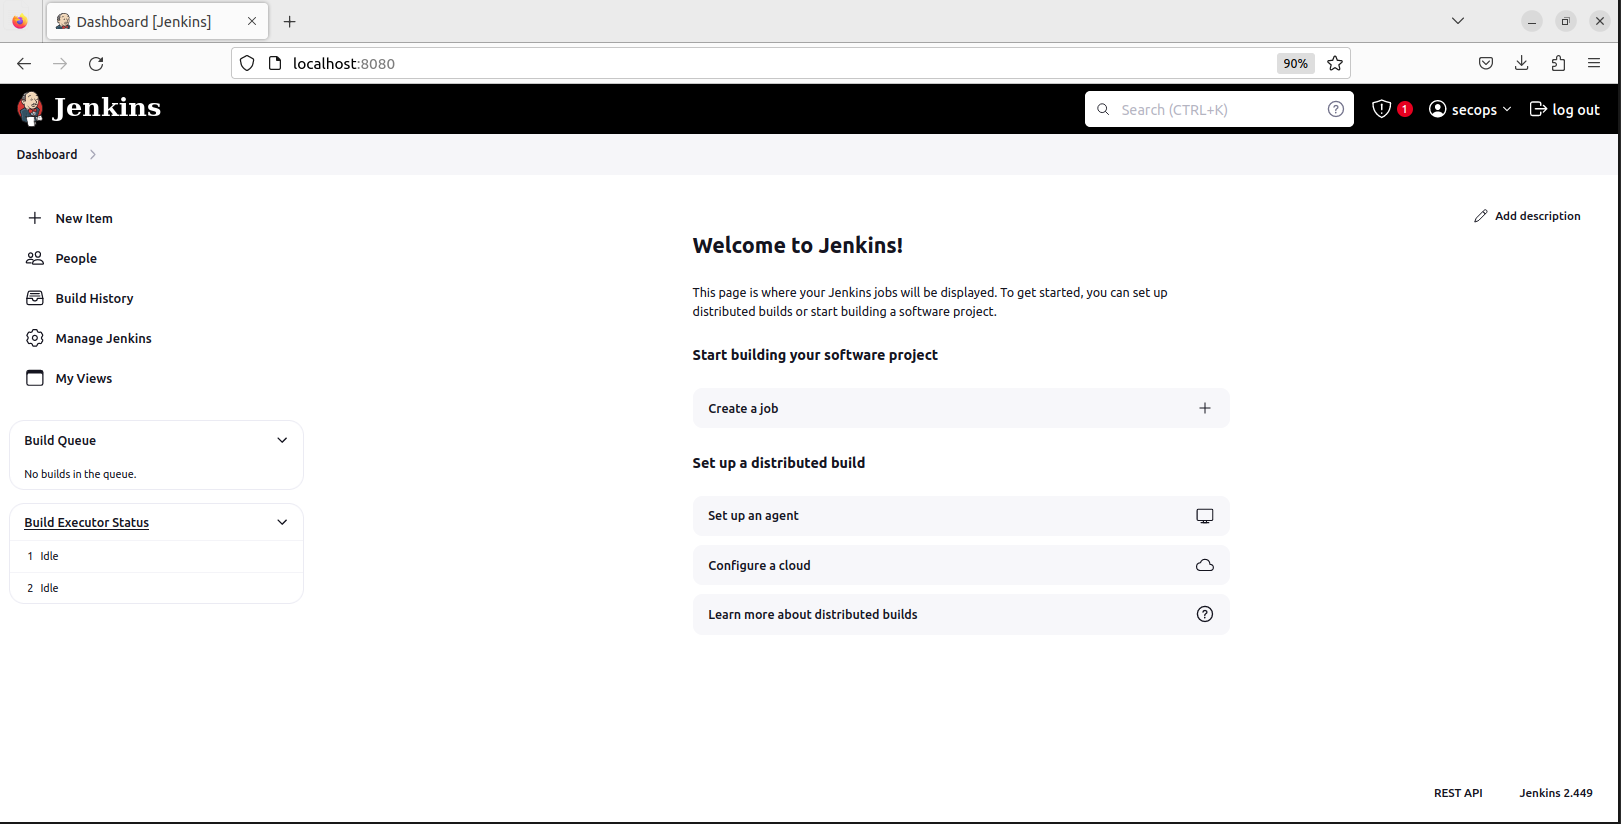 Dashboard [Jenkins]
localhost:8080
90%
Jenkins
Search (CTRL+K)
1
secops
log out
Dashboard
New Item
People
Build History
Manage Jenkins
My Views
Build Queue
No builds in the queue.
Build Executor Status
1 Idle
2 Idle
Add description
Welcome to Jenkins!
This page is where your Jenkins jobs will be displayed. To get started, you can set up
distributed builds or start building a software project.
Start building your software project
Create a job
Set up a distributed build
Set up an agent
Configure a cloud
Learn more about distributed builds
REST API
Jenkins 2.449